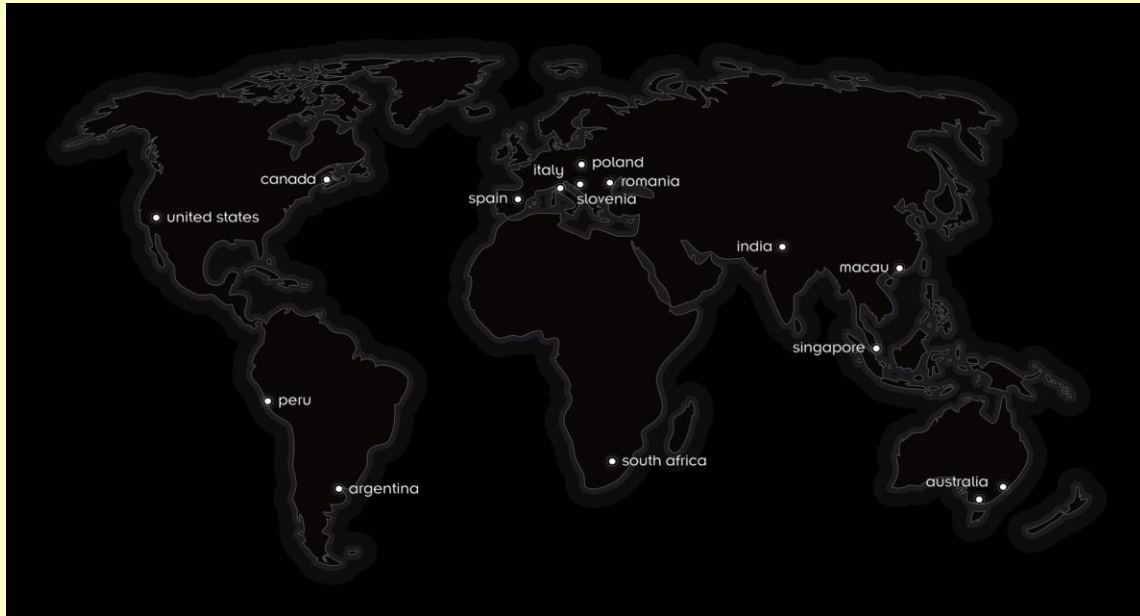 poland
italy
canada
romania
spain
slovenia
united states
india
macau
singapore
peru
south africa
australia
argentina